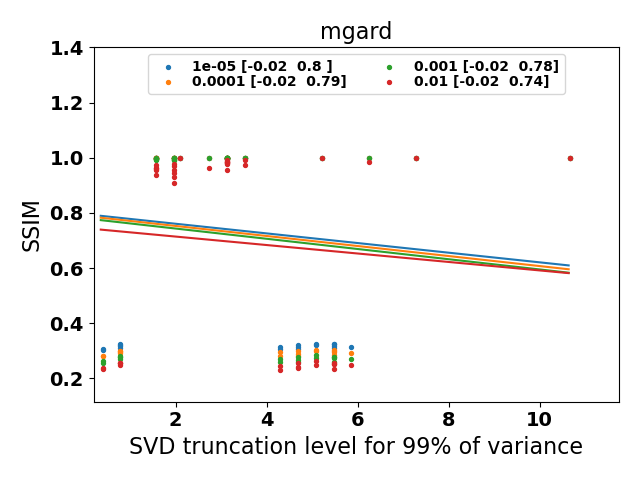 mgard
1e-05 [-0.02  0.8 ]
0.0001 [-0.02  0.79]
0.001 [-0.02  0.78]
0.01 [-0.02  0.74]
1.4
1.2
1.0
0.8
0.6
0.4
0.2
SSIM
2 4 6 8 10
SVD truncation level for 99% of variance